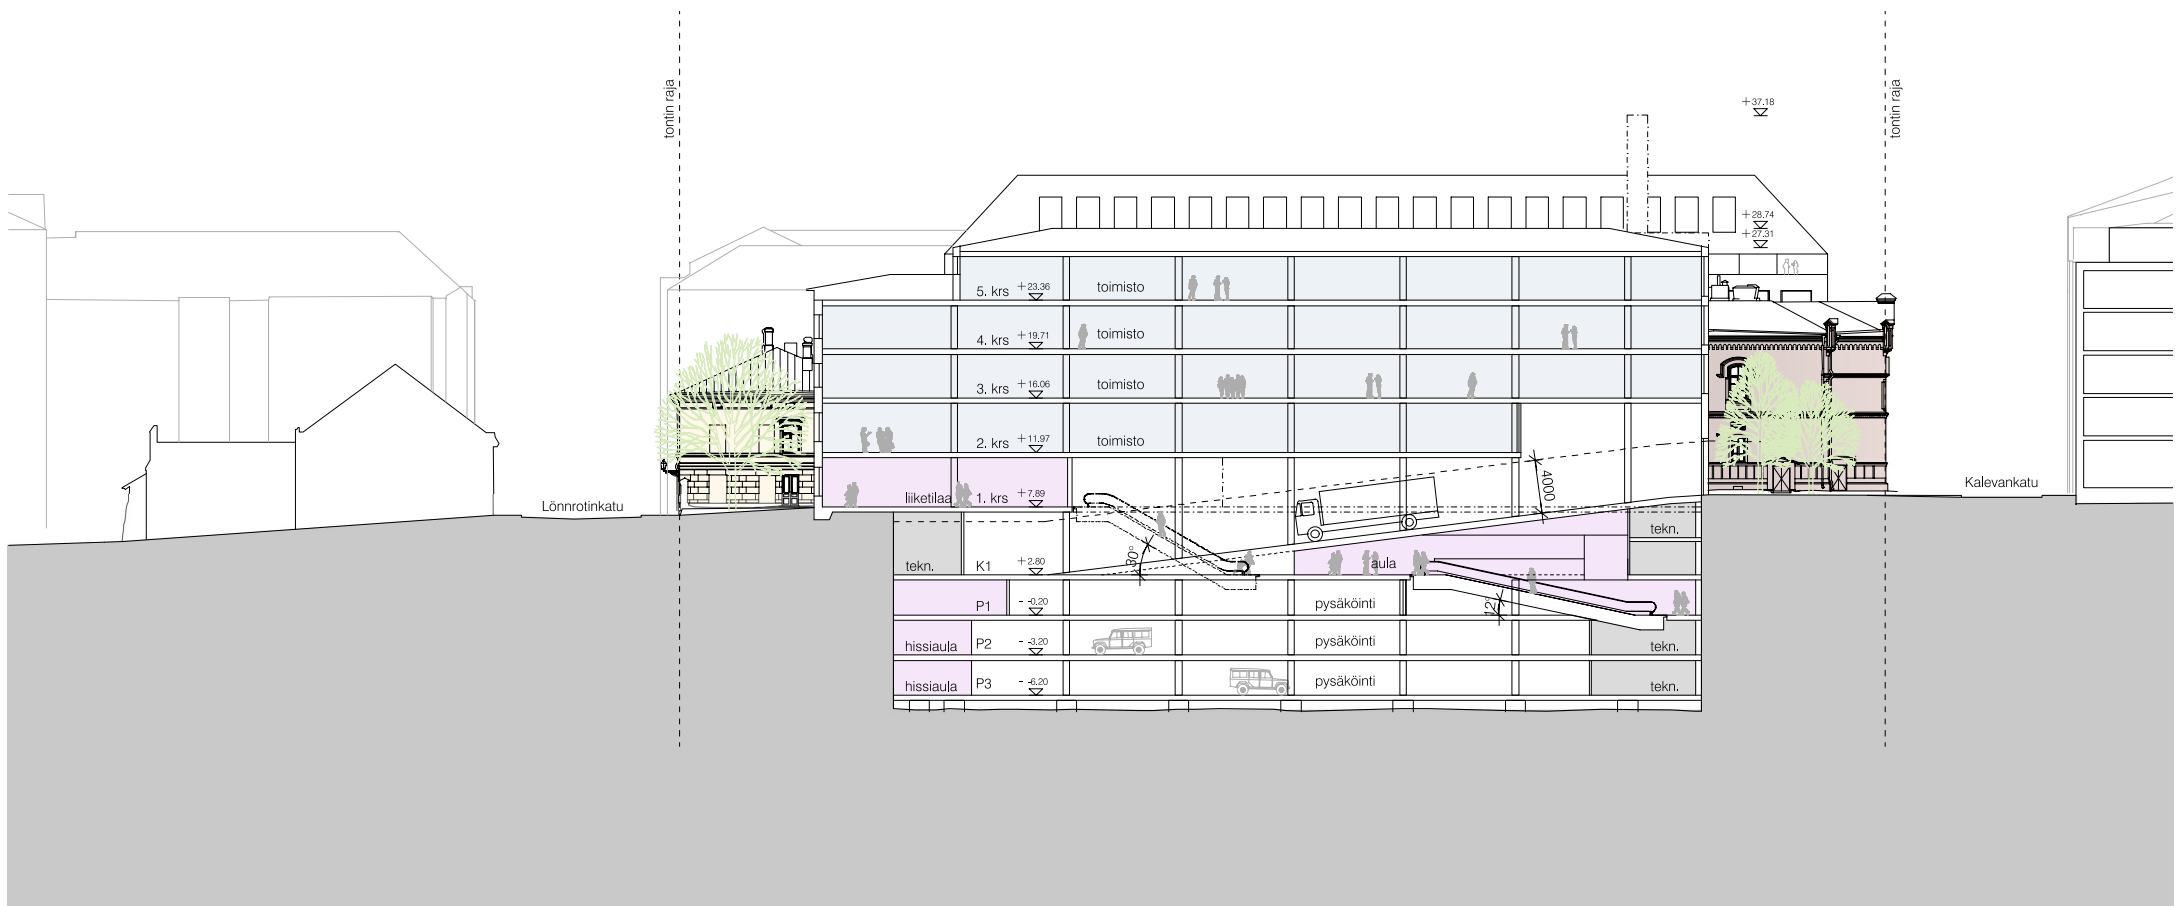 tontin raja
tontin raja
+37.18
+28.74
+27.31
5. krs +23.36 toimisto
4. krs +19.71 toimisto
3. krs +16.06 toimisto
2. krs +11.97 toimisto
liiketilaa 1. krs +7.89
4000
Lönnrotinkatu
Kalevankatu
tekn.
tekn. K1 +2.80 30° aula
P1 - -0.20 pysäköinti 12°
hissiaula P2 - -3.20 pysäköinti tekn.
hissiaula P3 - -6.20 pysäköinti tekn.